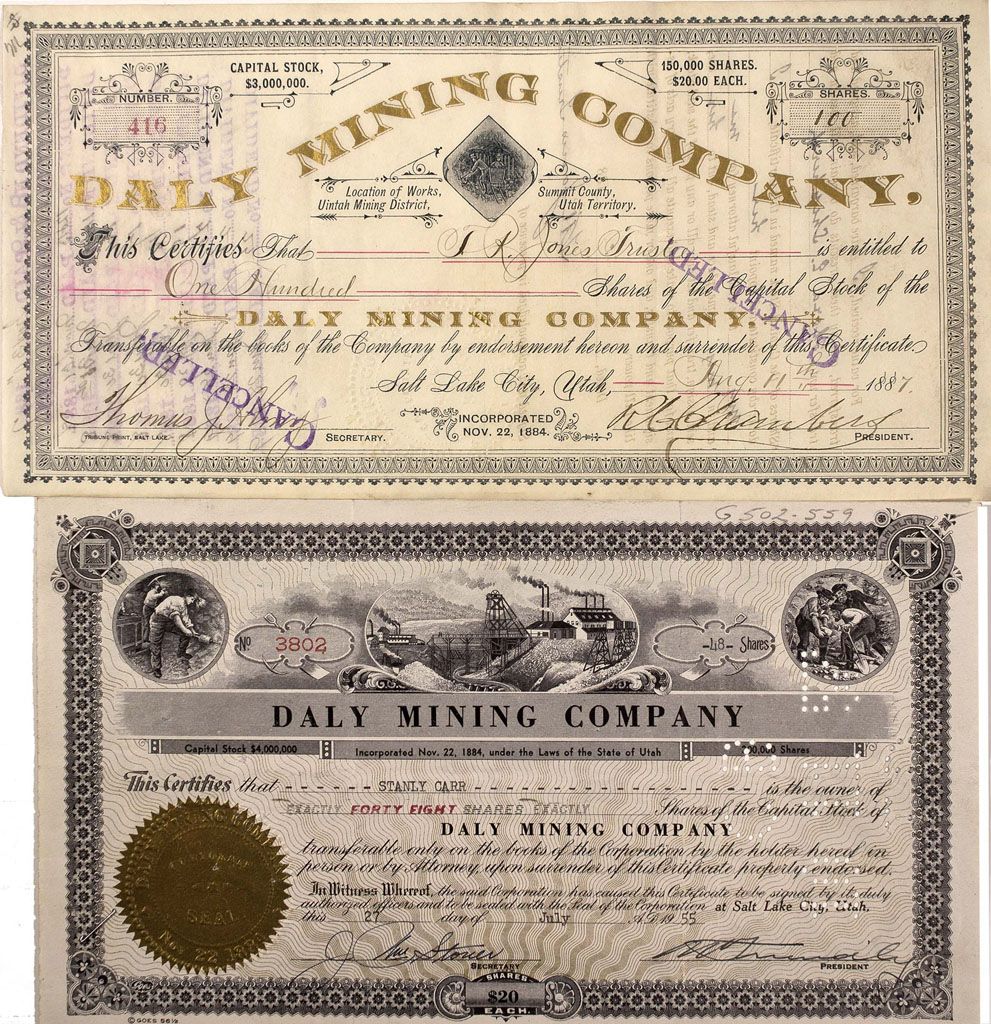 CAPITAL STOCK, $3,000,000.
150,000 SHARES. $20.00 EACH.
NUMBER.
416
SHARES.
100
DALY MINING COMPANY.
Location of Works, Uintah Mining District,
Summit County, Utah Territory.
This Certifies That Jones is entitled to
One Hundred Shares of the Capital Stock of the
DALY MINING COMPANY.
Transferable on the books of the Company by endorsement hereon and surrender of this Certificate.
CANCELLED!
CANCELLED!
Salt Lake City, Utah, Aug. 11th 1887
Thomas J.
SECRETARY.
INCORPORATED NOV. 22, 1884.
PRESIDENT.
TRIBUNE PRINT, SALT LAKE.
G502-559
No 3802
-48- Shares
DALY MINING COMPANY
Capital Stock $4,000,000
Incorporated Nov. 22, 1884, under the Laws of the State of Utah
200,000 Shares
This Certifies that STANLY CARR is the owner of
EXACTLY FORTY EIGHT SHARES EXACTLY Shares of the Capital Stock of
DALY MINING COMPANY
transferable only on the books of the Corporation by the holder hereof in
person or by Attorney, upon surrender of this Certificate properly endorsed.
In Witness Whereof, the said Corporation has caused this Certificate to be signed by its duly
authorized officers and to be sealed with the Seal of the Corporation at Salt Lake City, Utah,
this 27 day of July A.D. 1955
SEAL
SECRETARY
PRESIDENT
SHARES
$20
EACH
© GOES 56½